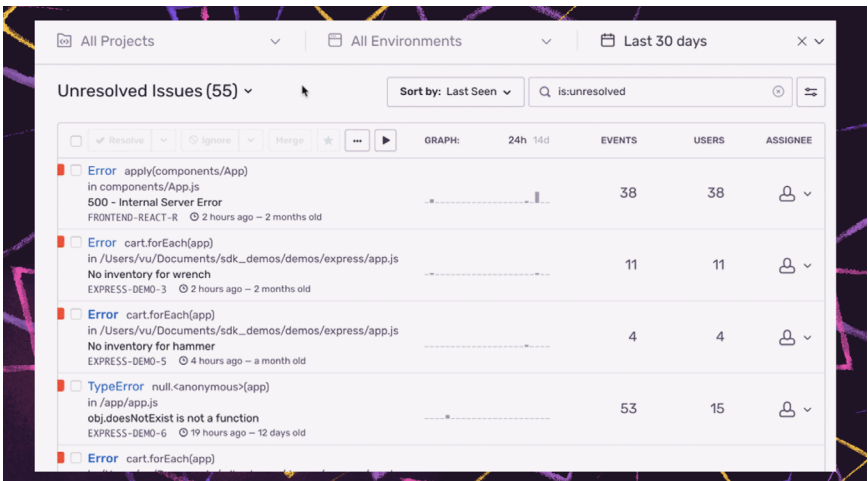 All Projects
All Environments
Last 30 days
Unresolved Issues (55)
Sort by: Last Seen
is:unresolved
Resolve
Ignore
Merge
GRAPH:
24h 14d
EVENTS
USERS
ASSIGNEE
Error apply(components/App)
in components/App.js
500 - Internal Server Error
FRONTEND-REACT-R 2 hours ago — 2 months old
38
38
Error cart.forEach(app)
in /Users/vu/Documents/sdk_demos/demos/express/app.js
No inventory for wrench
EXPRESS-DEMO-3 2 hours ago — 2 months old
11
11
Error cart.forEach(app)
in /Users/vu/Documents/sdk_demos/demos/express/app.js
No inventory for hammer
EXPRESS-DEMO-5 4 hours ago — a month old
4
4
TypeError null.<anonymous>(app)
in /app/app.js
obj.doesNotExist is not a function
EXPRESS-DEMO-6 19 hours ago — 12 days old
53
15
Error cart.forEach(app)